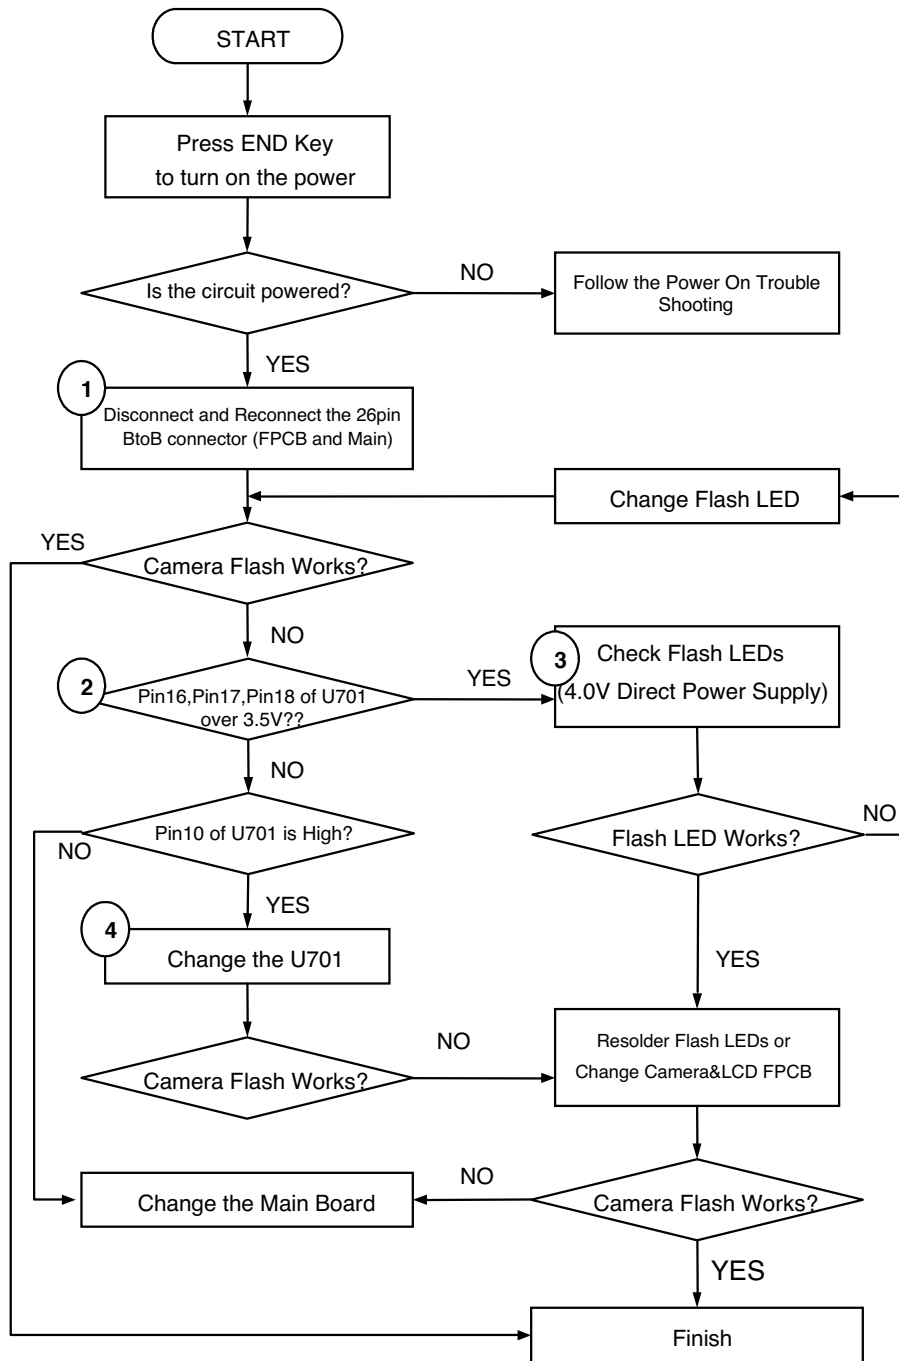 START
Press END Key
to turn on the power
Is the circuit powered?
NO
Follow the Power On Trouble
Shooting
YES
1
Disconnect and Reconnect the 26pin
BtoB connector (FPCB and Main)
Change Flash LED
YES
Camera Flash Works?
NO
2
Pin16,Pin17,Pin18 of U701
over 3.5V??
YES
3
Check Flash LEDs
(4.0V Direct Power Supply)
NO
Pin10 of U701 is High?
NO
Flash LED Works?
NO
YES
4
Change the U701
YES
Camera Flash Works?
NO
Resolder Flash LEDs or
Change Camera&LCD FPCB
Change the Main Board
NO
Camera Flash Works?
YES
Finish